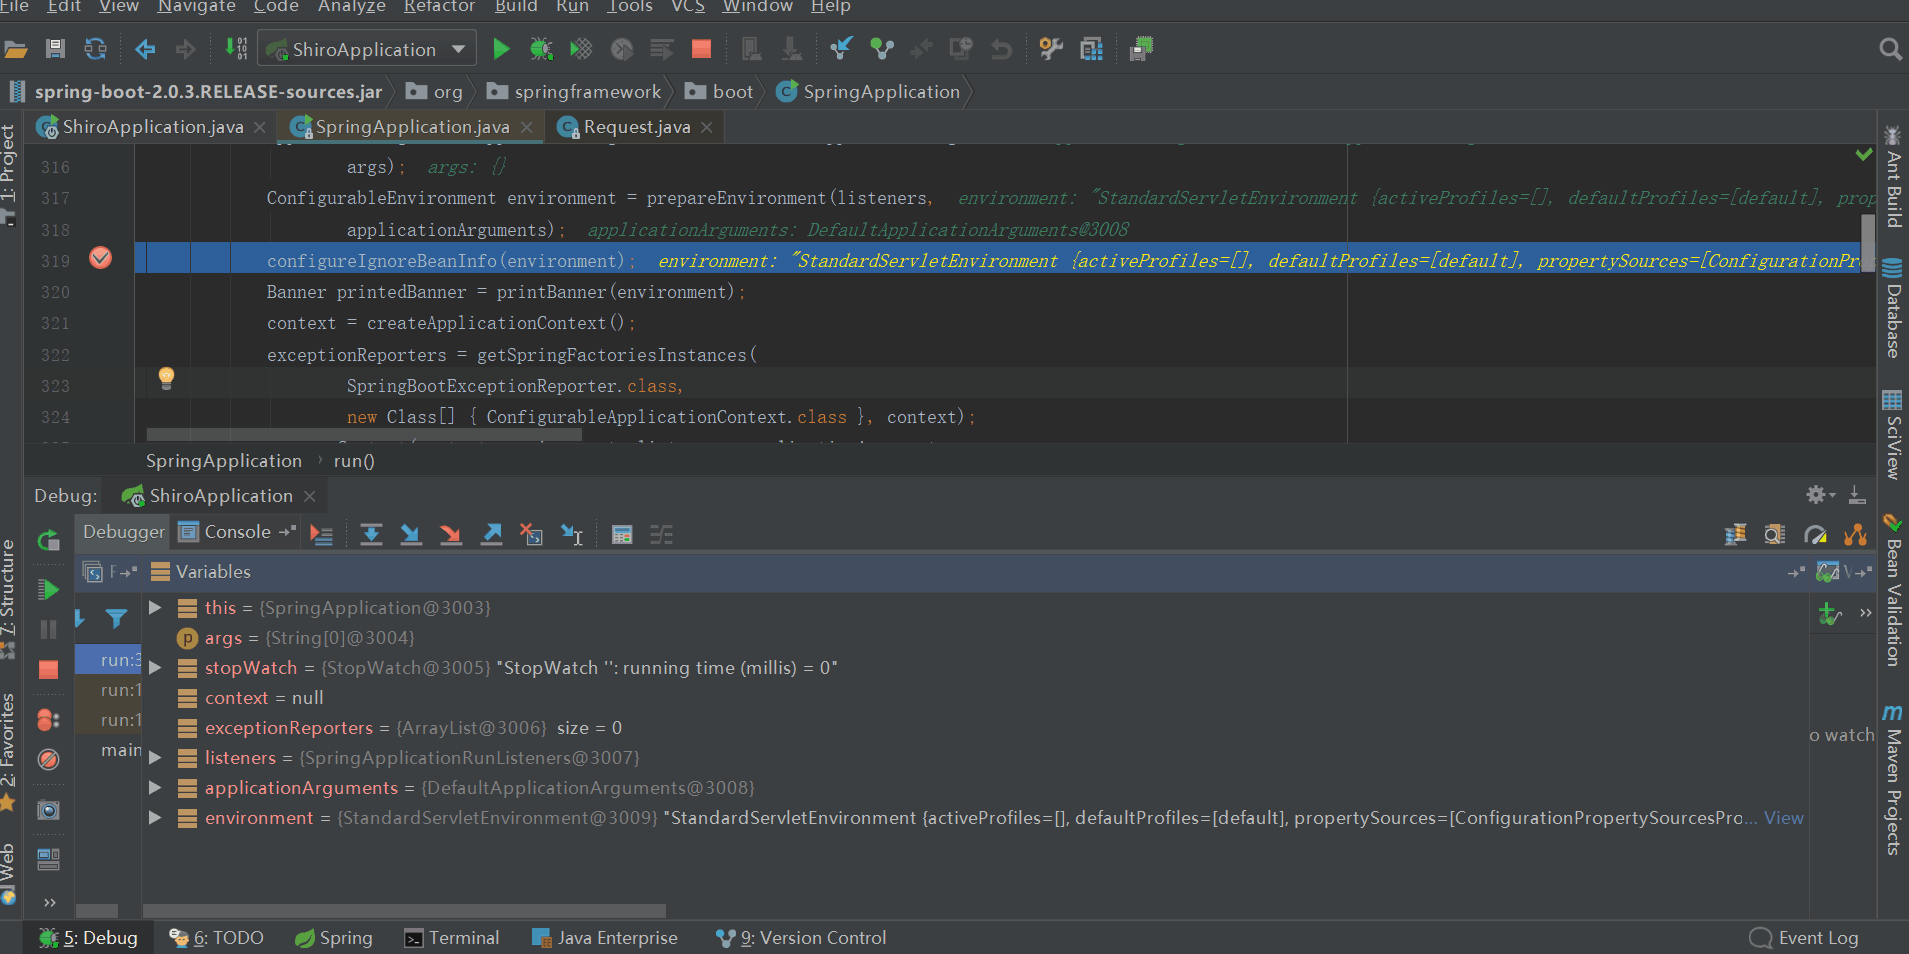 File Edit View Navigate Code Analyze Refactor Build Run Tools VCS Window Help
ShiroApplication
spring-boot-2.0.3.RELEASE-sources.jar org springframework boot SpringApplication
ShiroApplication.java SpringApplication.java Request.java
316 args); args: {}
317 ConfigurableEnvironment environment = prepareEnvironment(listeners, environment: "StandardServletEnvironment {activeProfiles=[], defaultProfiles=[default], prop
318 applicationArguments); applicationArguments: DefaultApplicationArguments@3008
319 configureIgnoreBeanInfo(environment); environment: "StandardServletEnvironment {activeProfiles=[], defaultProfiles=[default], propertySources=[ConfigurationPr
320 Banner printedBanner = printBanner(environment);
321 context = createApplicationContext();
322 exceptionReporters = getSpringFactoriesInstances(
323 SpringBootExceptionReporter.class,
324 new Class[] { ConfigurableApplicationContext.class }, context);
SpringApplication › run()
Debug: ShiroApplication
Debugger Console
Variables
this = {SpringApplication@3003}
args = {String[0]@3004}
run:3
stopWatch = {StopWatch@3005} "StopWatch '': running time (millis) = 0"
run:1
context = null
run:1
exceptionReporters = {ArrayList@3006} size = 0
o watch
main
listeners = {SpringApplicationRunListeners@3007}
applicationArguments = {DefaultApplicationArguments@3008}
environment = {StandardServletEnvironment@3009} "StandardServletEnvironment {activeProfiles=[], defaultProfiles=[default], propertySources=[ConfigurationPropertySourcesPro... View
1: Project
7: Structure
2: Favorites
Web
Ant Build
Database
SciView
Bean Validation
Maven Projects
5: Debug 6: TODO Spring Terminal Java Enterprise 9: Version Control Event Log